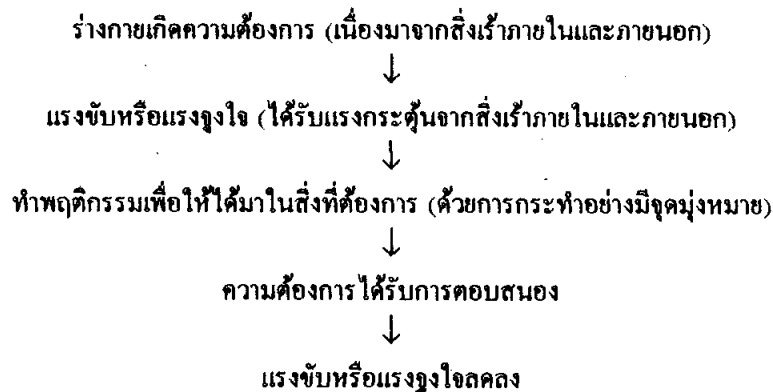 ร่างกายเกิดความต้องการ (เนื่องมาจากสิ่งเร้าภายในและภายนอก)
↓
แรงขับหรือแรงจูงใจ (ได้รับแรงกระตุ้นจากสิ่งเร้าภายในและภายนอก)
↓
ทำพฤติกรรมเพื่อให้ได้มาในสิ่งที่ต้องการ (ด้วยการกระทำอย่างมีจุดมุ่งหมาย)
↓
ความต้องการได้รับการตอบสนอง
↓
แรงขับหรือแรงจูงใจลดลง